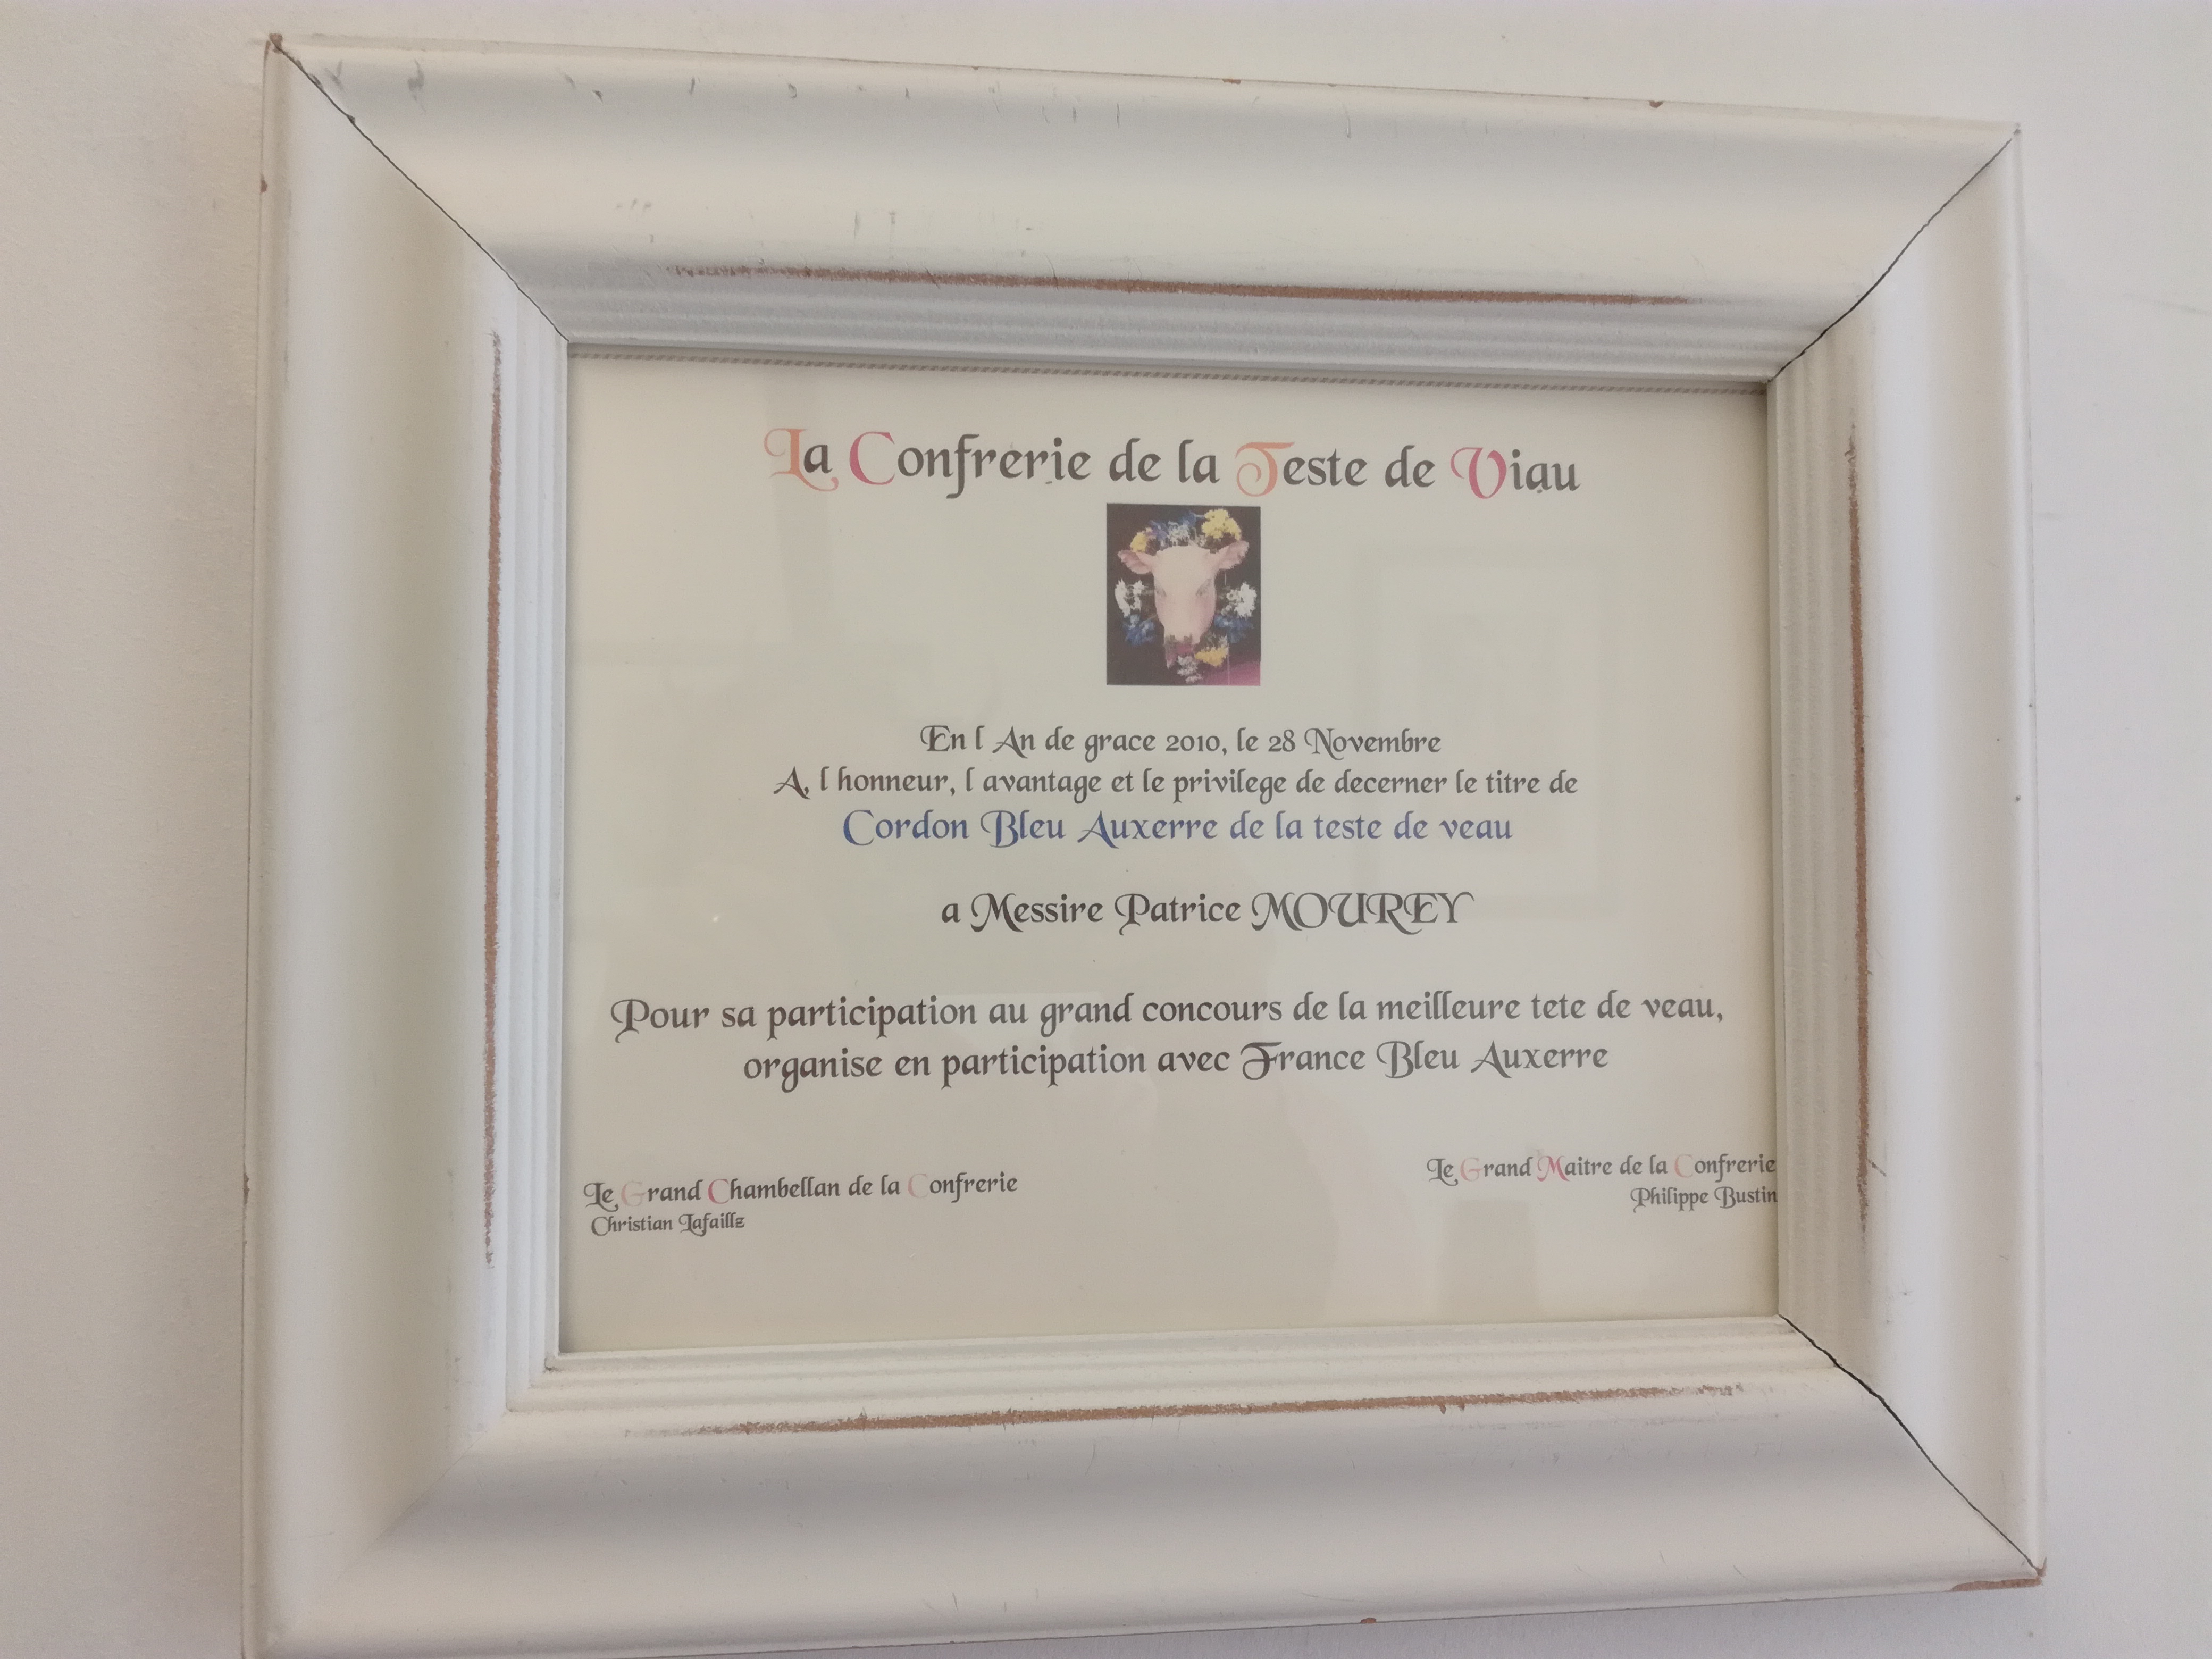 La Confrerie de la Teste de Viau
En l An de grace 2010, le 28 Novembre
A, l honneur, l avantage et le privilege de decerner le titre de
Cordon Bleu Auxerre de la teste de veau
a Messire Patrice MOUREY
Pour sa participation au grand concours de la meilleure tete de veau,
organise en participation avec France Bleu Auxerre
Le Grand Chambellan de la Confrerie
Christian Lafaille
Le Grand Maitre de la Confrerie
Philippe Bustin